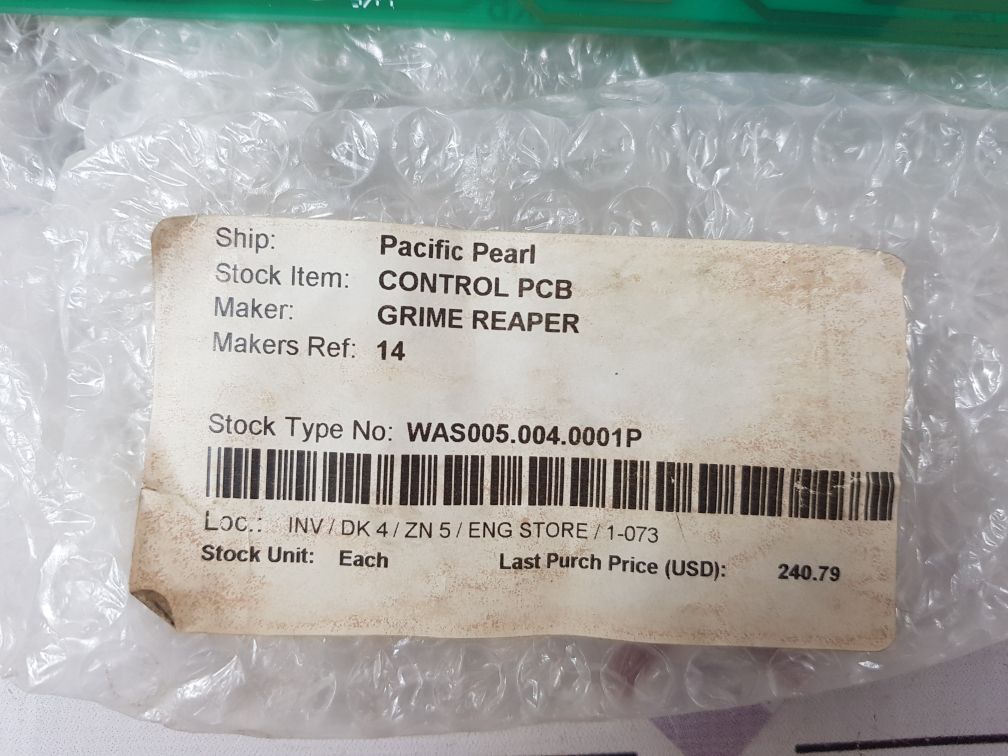 Ship: Pacific Pearl
Stock Item: CONTROL PCB
Maker: GRIME REAPER
Makers Ref: 14
Stock Type No: WAS005.004.0001P
Loc.: INV / DK 4 / ZN 5 / ENG STORE / 1-073
Stock Unit: Each Last Purch Price (USD): 240.79